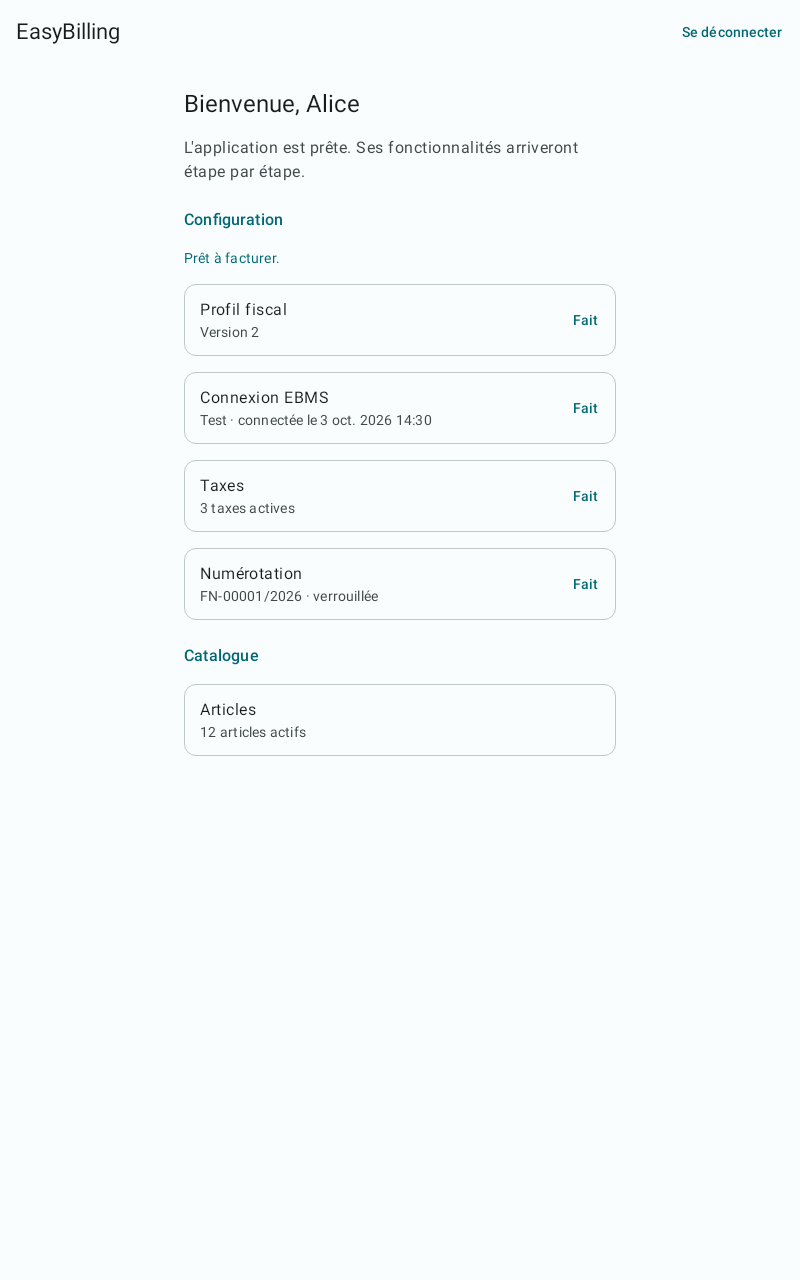 EasyBilling
Se déconnecter
Bienvenue, Alice
L'application est prête. Ses fonctionnalités arriveront
étape par étape.
Configuration
Prêt à facturer.
Profil fiscal
Version 2
Fait
Connexion EBMS
Test · connectée le 3 oct. 2026 14:30
Fait
Taxes
3 taxes actives
Fait
Numérotation
FN-00001/2026 · verrouillée
Fait
Catalogue
Articles
12 articles actifs